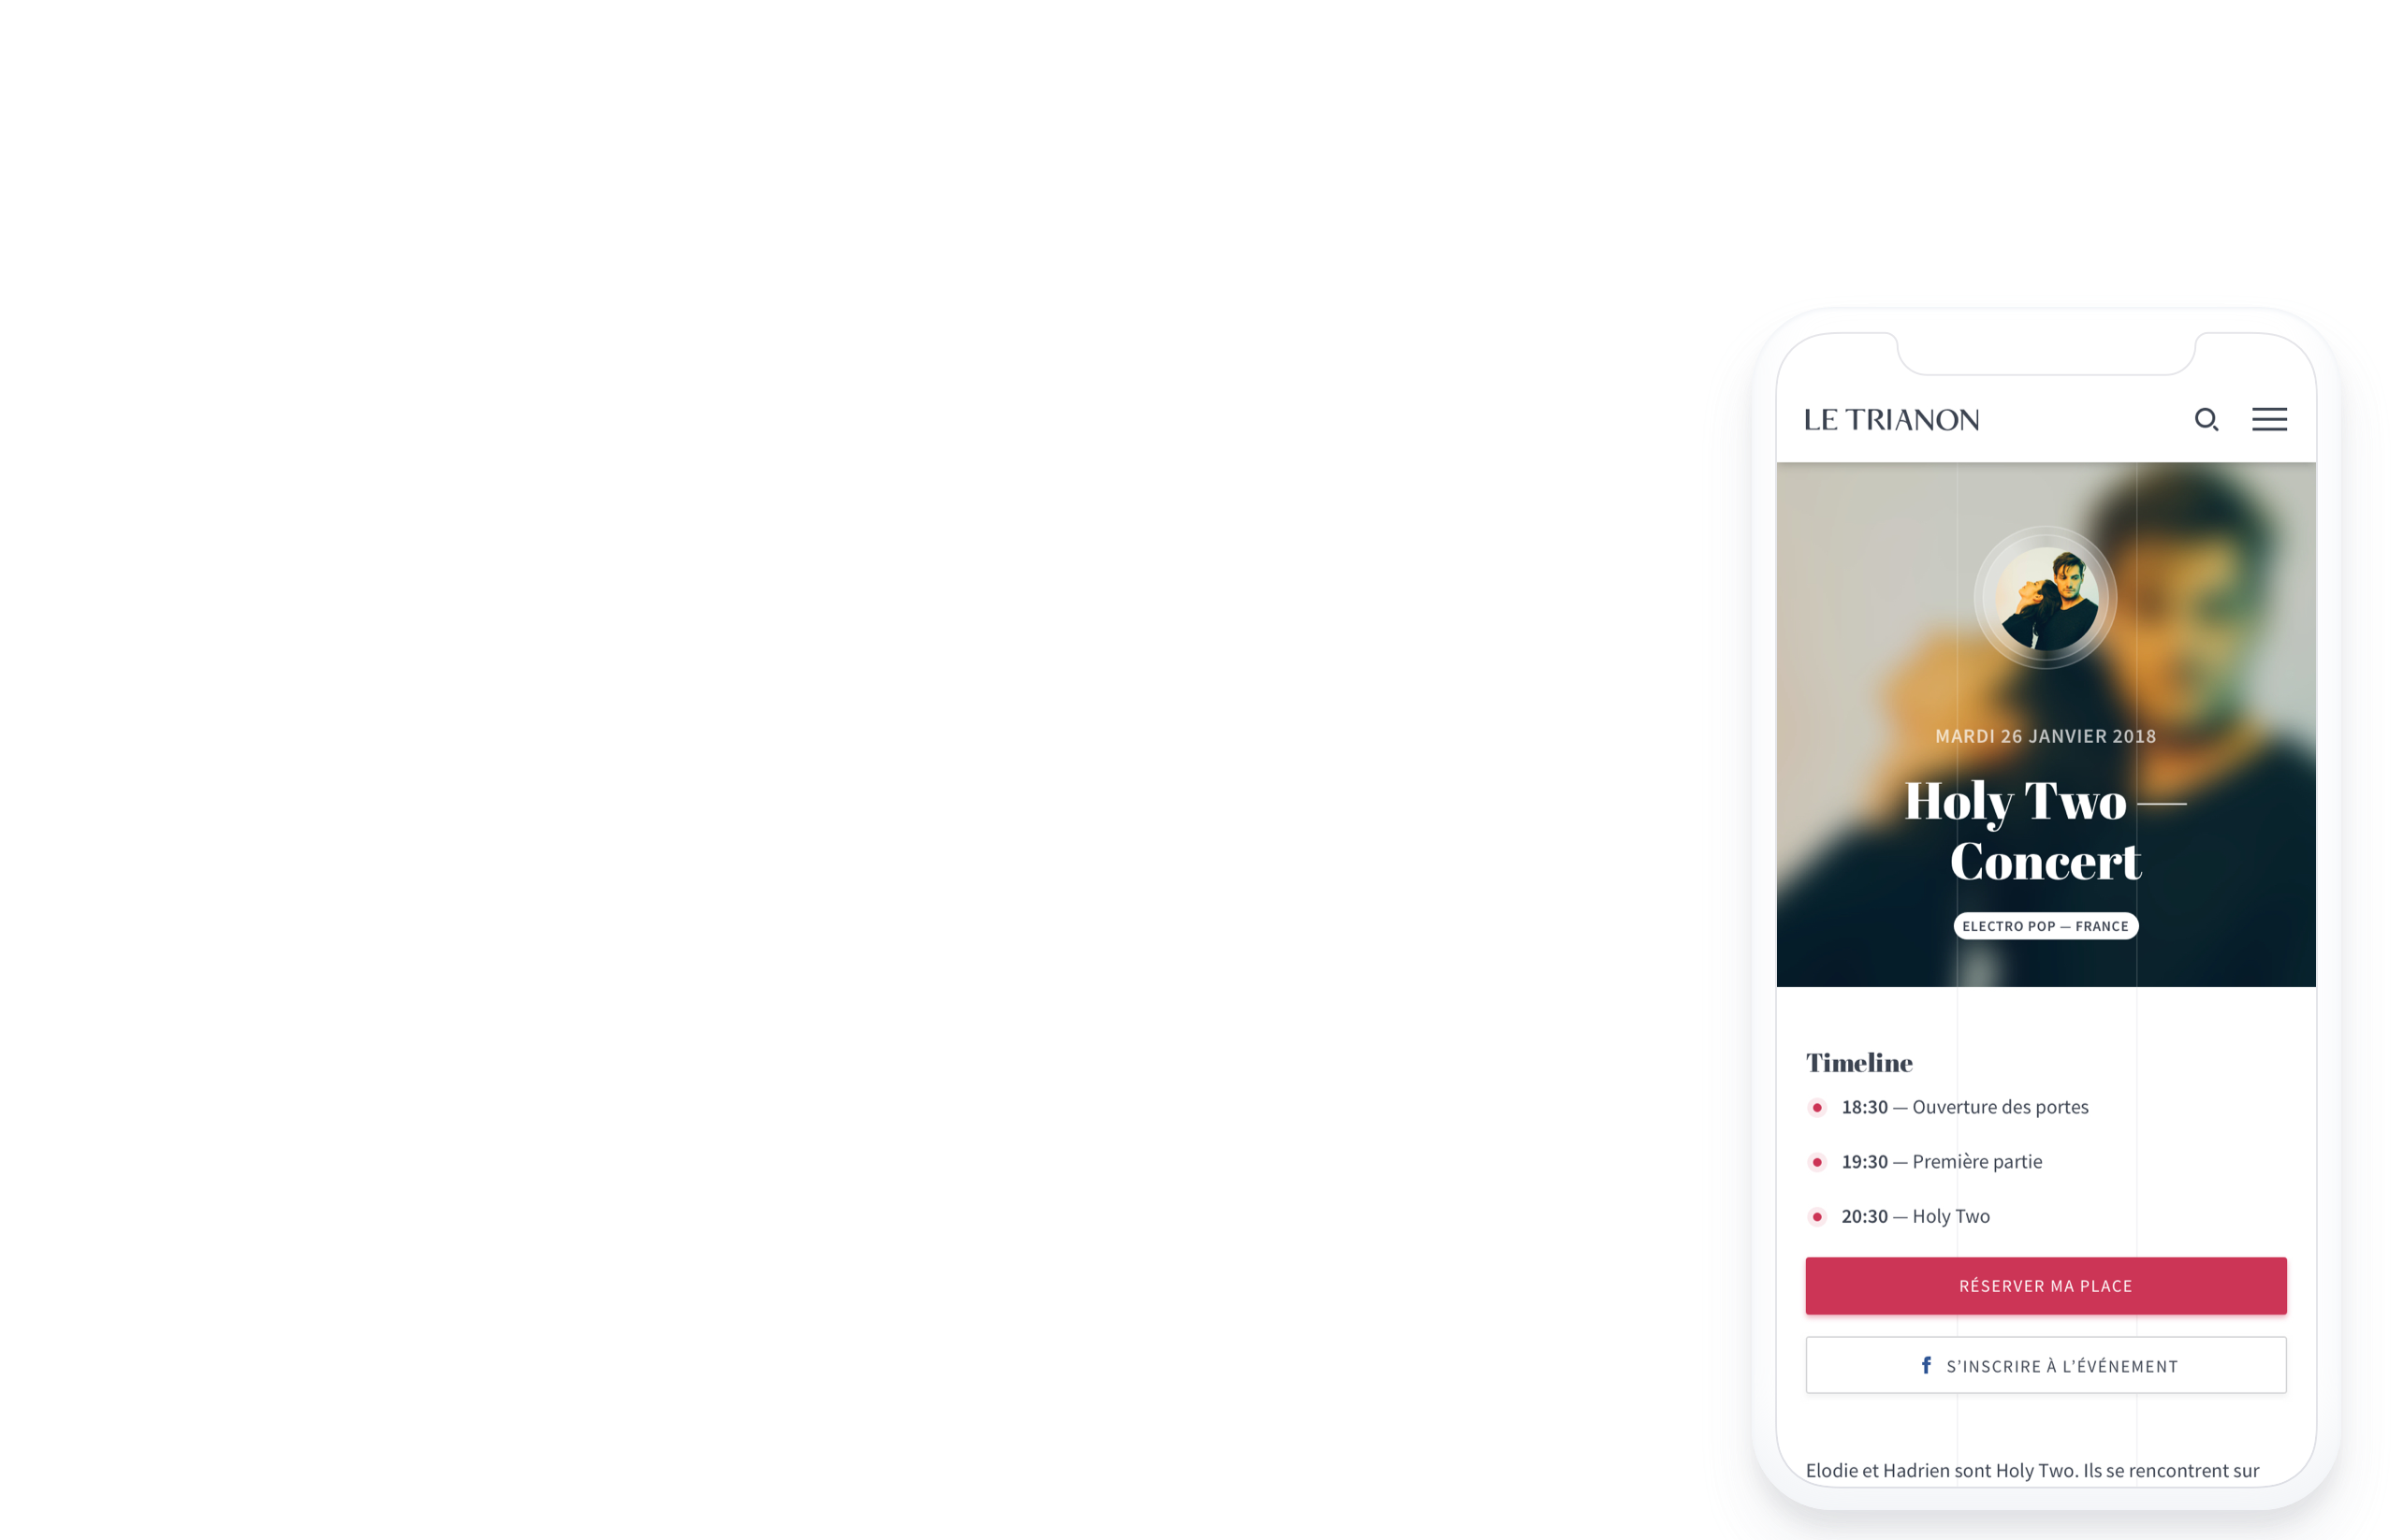 LE TRIANON
MARDI 26 JANVIER 2018
Holy Two —
Concert
ELECTRO POP — FRANCE
Timeline
18:30 — Ouverture des portes
19:30 — Première partie
20:30 — Holy Two
RÉSERVER MA PLACE
S’INSCRIRE À L’ÉVÉNEMENT
Elodie et Hadrien sont Holy Two. Ils se rencontrent sur